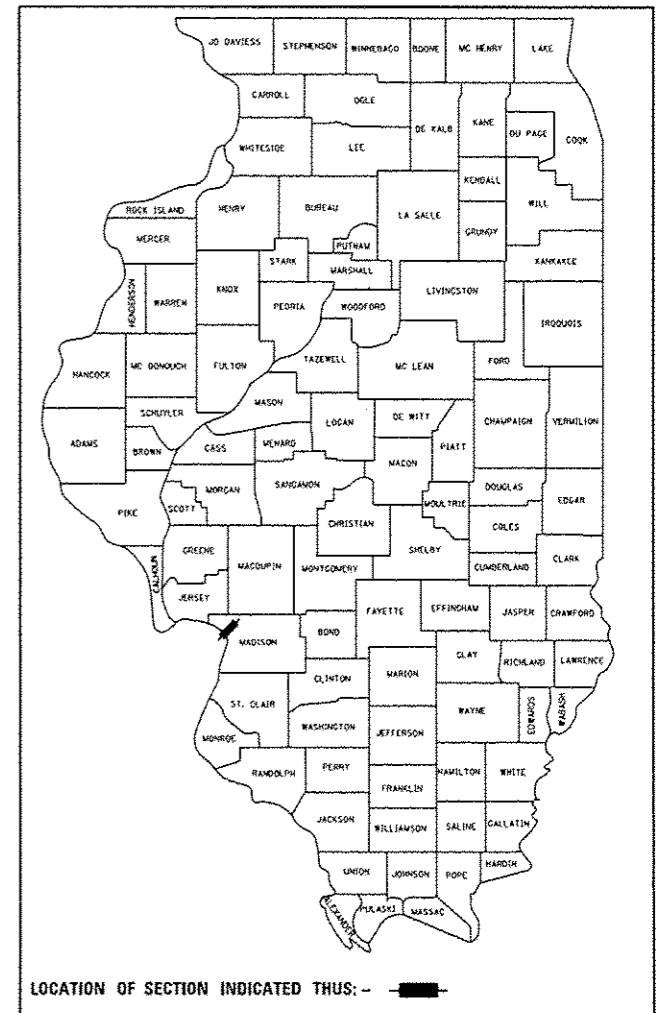 JO DAVIESS STEPHENSON WINNEBAGO BOONE MC HENRY LAKE
CARROLL OGLE DE KALB KANE DU PAGE COOK
WHITESIDE LEE KENDALL WILL
ROCK ISLAND HENRY BUREAU LA SALLE GRUNDY
MERCER STARK PUTNAM MARSHALL KANKAKEE
HENDERSON WARREN KNOX PEORIA WOODFORD LIVINGSTON IROQUOIS
HANCOCK MC DONOUGH FULTON TAZEWELL MC LEAN FORD
SCHUYLER MASON LOGAN DE WITT CHAMPAIGN VERMILION
ADAMS BROWN CASS MENARD PIATT
MACON
PIKE SCOTT MORGAN SANGAMON MOULTRIE DOUGLAS EDGAR
CHRISTIAN COLES
CALHOUN GREENE MACOUPIN MONTGOMERY SHELBY CUMBERLAND CLARK
JERSEY FAYETTE EFFINGHAM JASPER CRAWFORD
MADISON BOND CLAY RICHLAND LAWRENCE
CLINTON MARION
ST. CLAIR WAYNE EDWARDS WABASH
MONROE WASHINGTON JEFFERSON
RANDOLPH PERRY HAMILTON WHITE
FRANKLIN
JACKSON WILLIAMSON SALINE GALLATIN
UNION JOHNSON POPE HARDIN
ALEXANDER PULASKI MASSAC
LOCATION OF SECTION INDICATED THUS: -